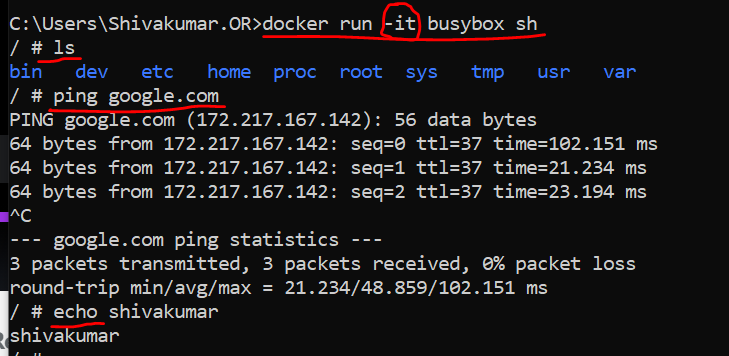 C:\Users\Shivakumar.OR>docker run -it busybox sh
/ # ls
bin dev etc home proc root sys tmp usr var
/ # ping google.com
PING google.com (172.217.167.142): 56 data bytes
64 bytes from 172.217.167.142: seq=0 ttl=37 time=102.151 ms
64 bytes from 172.217.167.142: seq=1 ttl=37 time=21.234 ms
64 bytes from 172.217.167.142: seq=2 ttl=37 time=23.194 ms
^C
--- google.com ping statistics ---
3 packets transmitted, 3 packets received, 0% packet loss
round-trip min/avg/max = 21.234/48.859/102.151 ms
/ # echo shivakumar
shivakumar
/ #